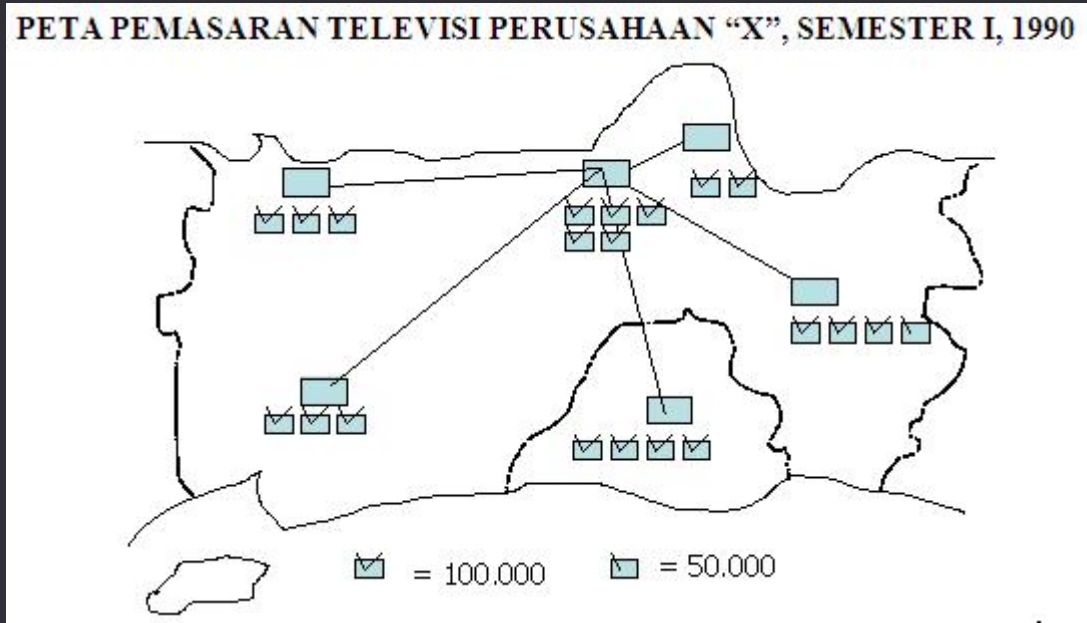 PETA PEMASARAN TELEVISI PERUSAHAAN “X”, SEMESTER I, 1990
= 100.000
= 50.000